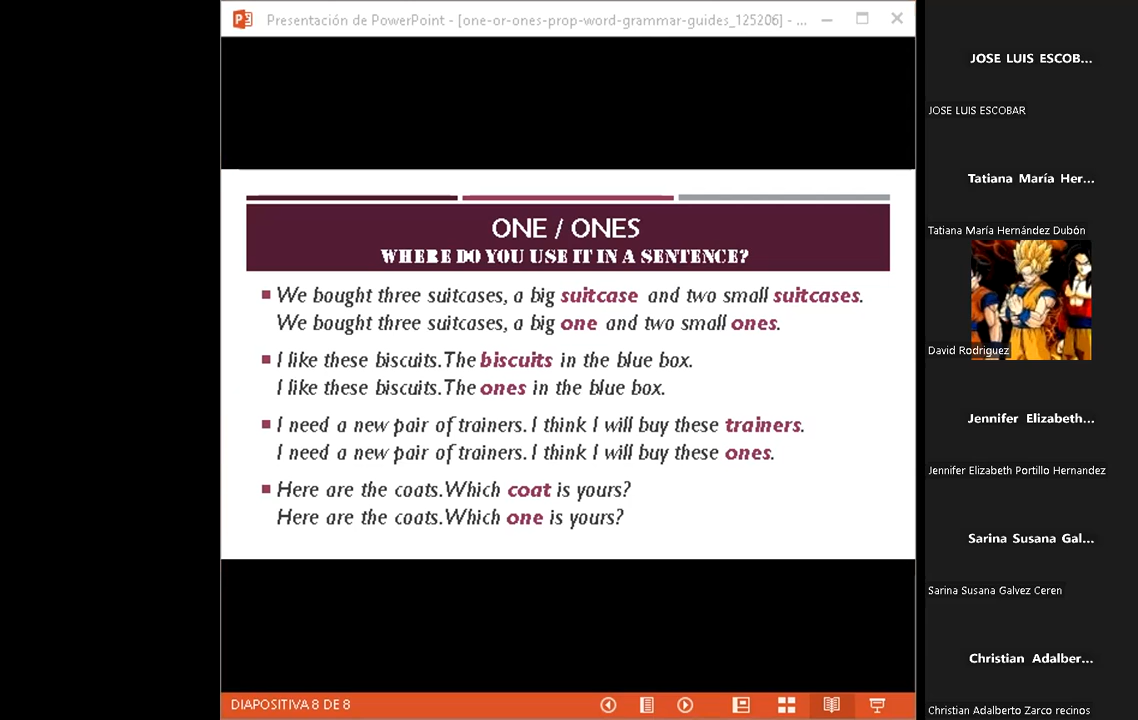 Presentación de PowerPoint - [one-or-ones-prop-word-grammar-guides_125206] - ...
ONE / ONES
WHERE DO YOU USE IT IN A SENTENCE?
We bought three suitcases, a big suitcase and two small suitcases.
We bought three suitcases, a big one and two small ones.
I like these biscuits. The biscuits in the blue box.
I like these biscuits. The ones in the blue box.
I need a new pair of trainers. I think I will buy these trainers.
I need a new pair of trainers. I think I will buy these ones.
Here are the coats. Which coat is yours?
Here are the coats. Which one is yours?
DIAPOSITIVA 8 DE 8
JOSE LUIS ESCOB...
JOSE LUIS ESCOBAR
Tatiana María Her...
Tatiana María Hernández Dubón
David Rodriguez
Jennifer Elizabeth...
Jennifer Elizabeth Portillo Hernandez
Sarina Susana Gal...
Sarina Susana Galvez Ceren
Christian Adalber...
Christian Adalberto Zarco recinos